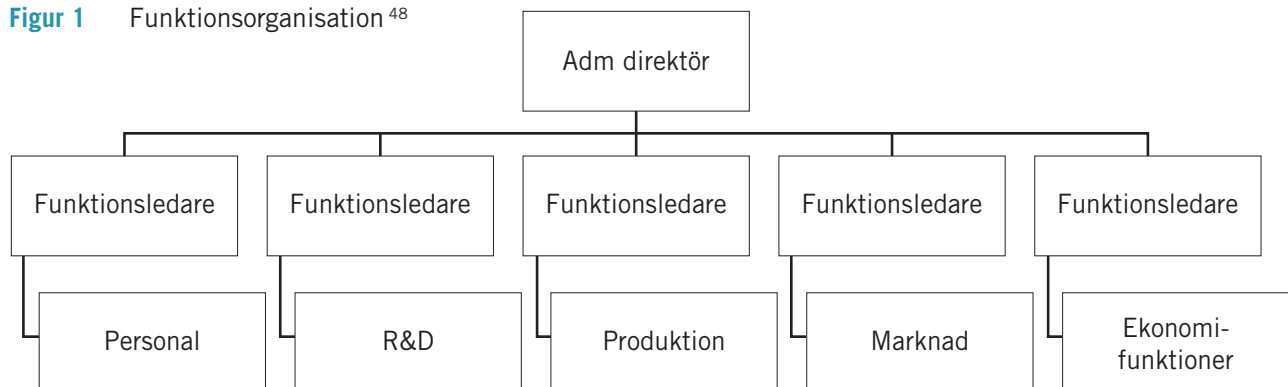 Figur 1 Funktionsorganisation 48
Adm direktör
Funktionsledare Funktionsledare Funktionsledare Funktionsledare Funktionsledare
Personal R&D Produktion Marknad Ekonomi-
funktioner